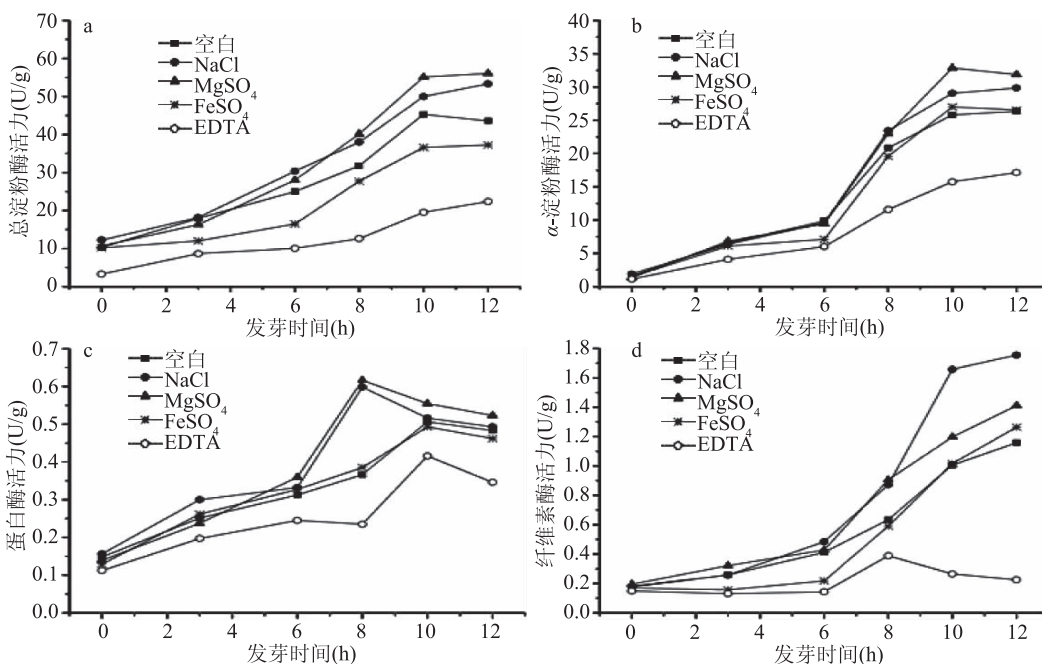 a
空白
NaCl
MgSO4
FeSO4
EDTA
总淀粉酶活力(U/g)
70
60
50
40
30
20
10
0
0 2 4 6 8 10 12
发芽时间(h)
b
空白
NaCl
MgSO4
FeSO4
EDTA
α-淀粉酶活力(U/g)
40
35
30
25
20
15
10
5
0
0 2 4 6 8 10 12
发芽时间(h)
c
空白
NaCl
MgSO4
FeSO4
EDTA
蛋白酶活力(U/g)
0.7
0.6
0.5
0.4
0.3
0.2
0.1
0.0
0 2 4 6 8 10 12
发芽时间(h)
d
空白
NaCl
MgSO4
FeSO4
EDTA
纤维素酶活力(U/g)
1.8
1.6
1.4
1.2
1.0
0.8
0.6
0.4
0.2
0.0
0 2 4 6 8 10 12
发芽时间(h)